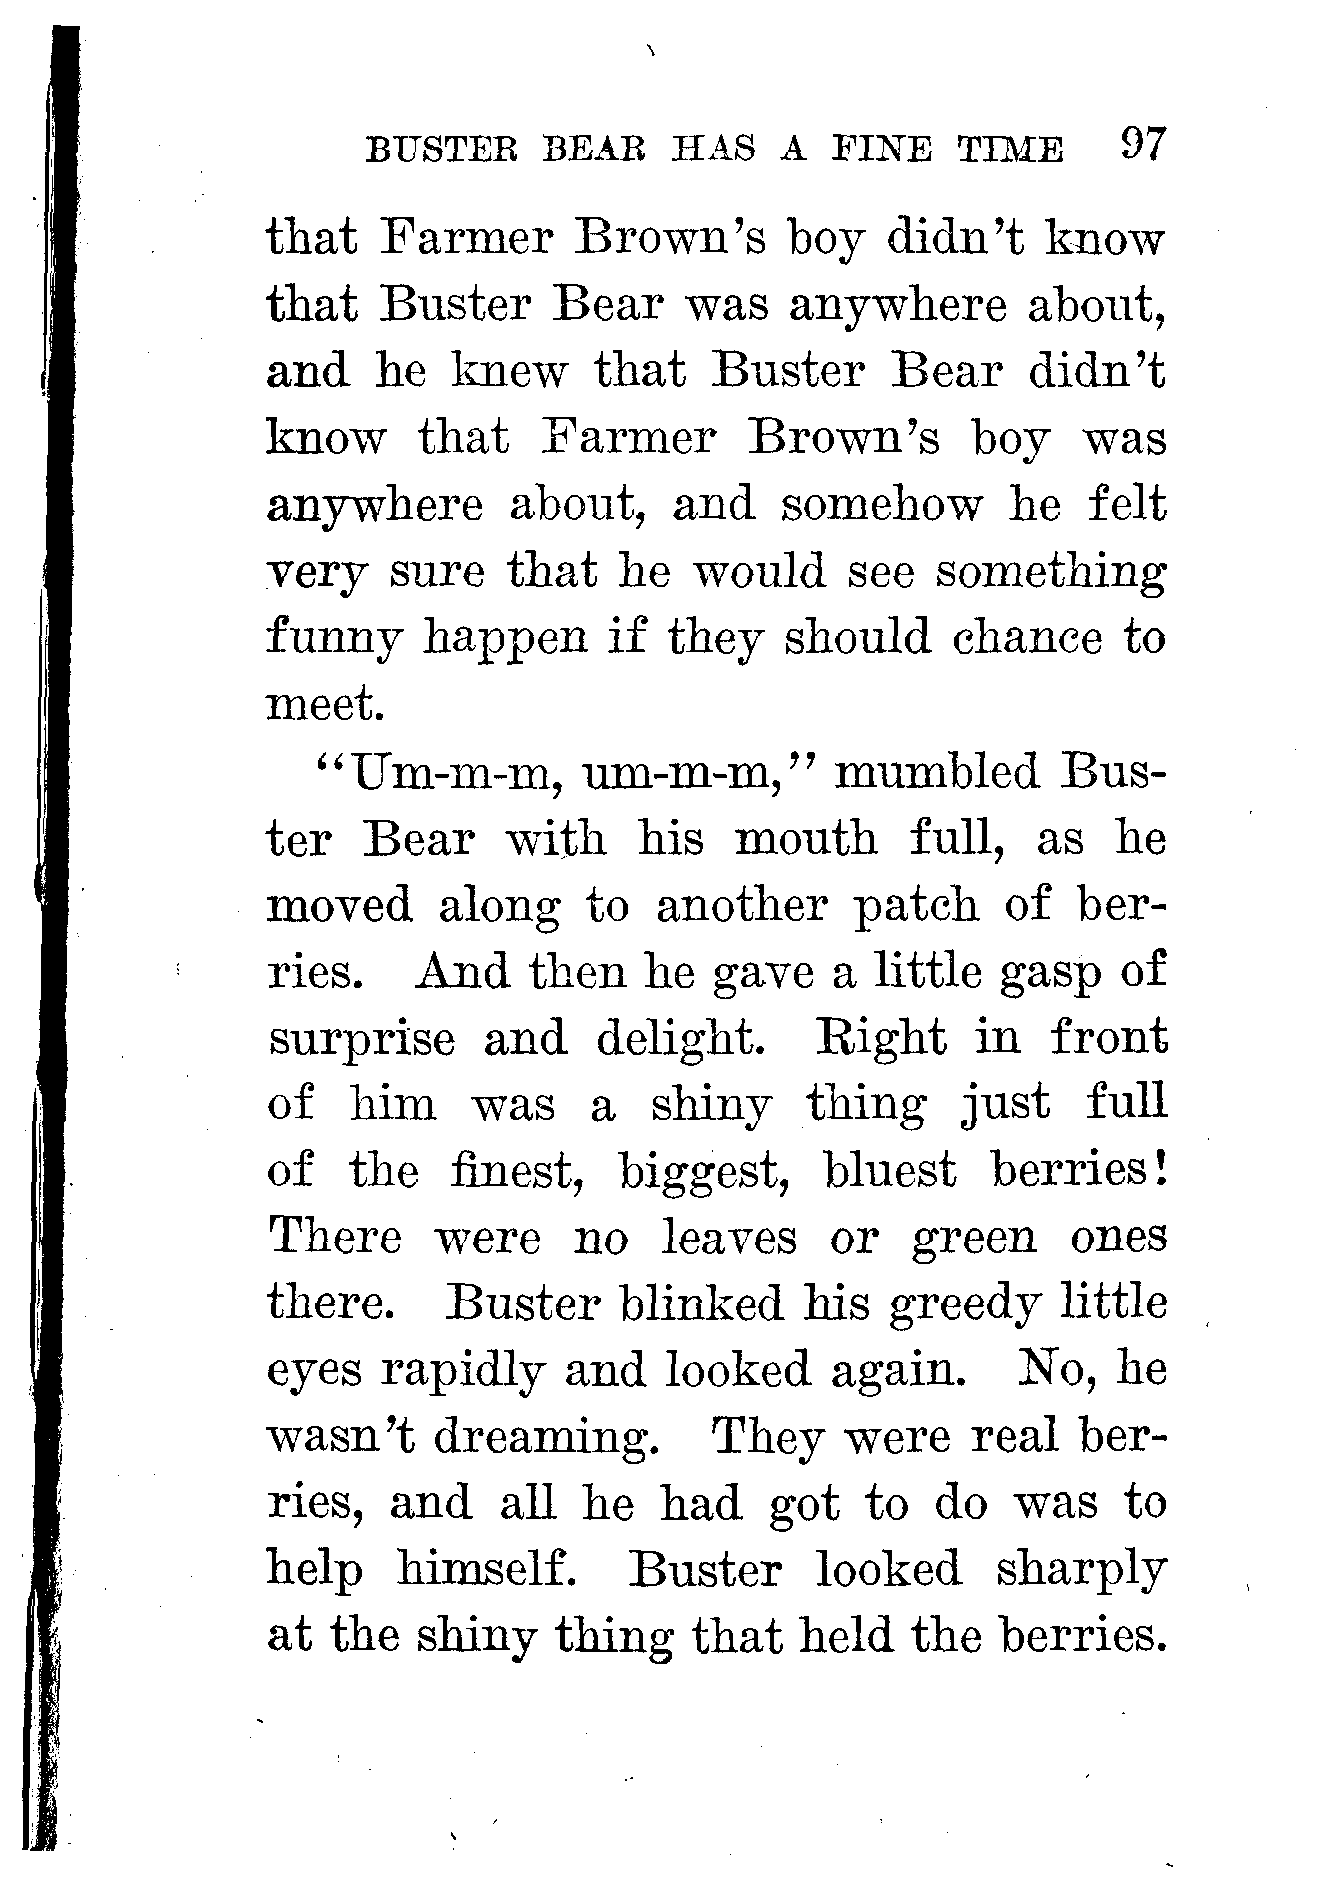 BUSTER BEAR HAS A FINE TIME 97
that Farmer Brown's boy didn't know
that Buster Bear was anywhere about,
and he knew that Buster Bear didn't
know that Farmer Brown's boy was
anywhere about, and somehow he felt
very sure that he would see something
funny happen if they should chance to
meet.
"Um-m-m, um-m-m," mumbled Bus-
ter Bear with his mouth full, as he
moved along to another patch of ber-
ries. And then he gave a little gasp of
surprise and delight. Right in front
of him was a shiny thing just full
of the finest, biggest, bluest berries!
There were no leaves or green ones
there. Buster blinked his greedy little
eyes rapidly and looked again. No, he
wasn't dreaming. They were real ber-
ries, and all he had got to do was to
help himself. Buster looked sharply
at the shiny thing that held the berries.